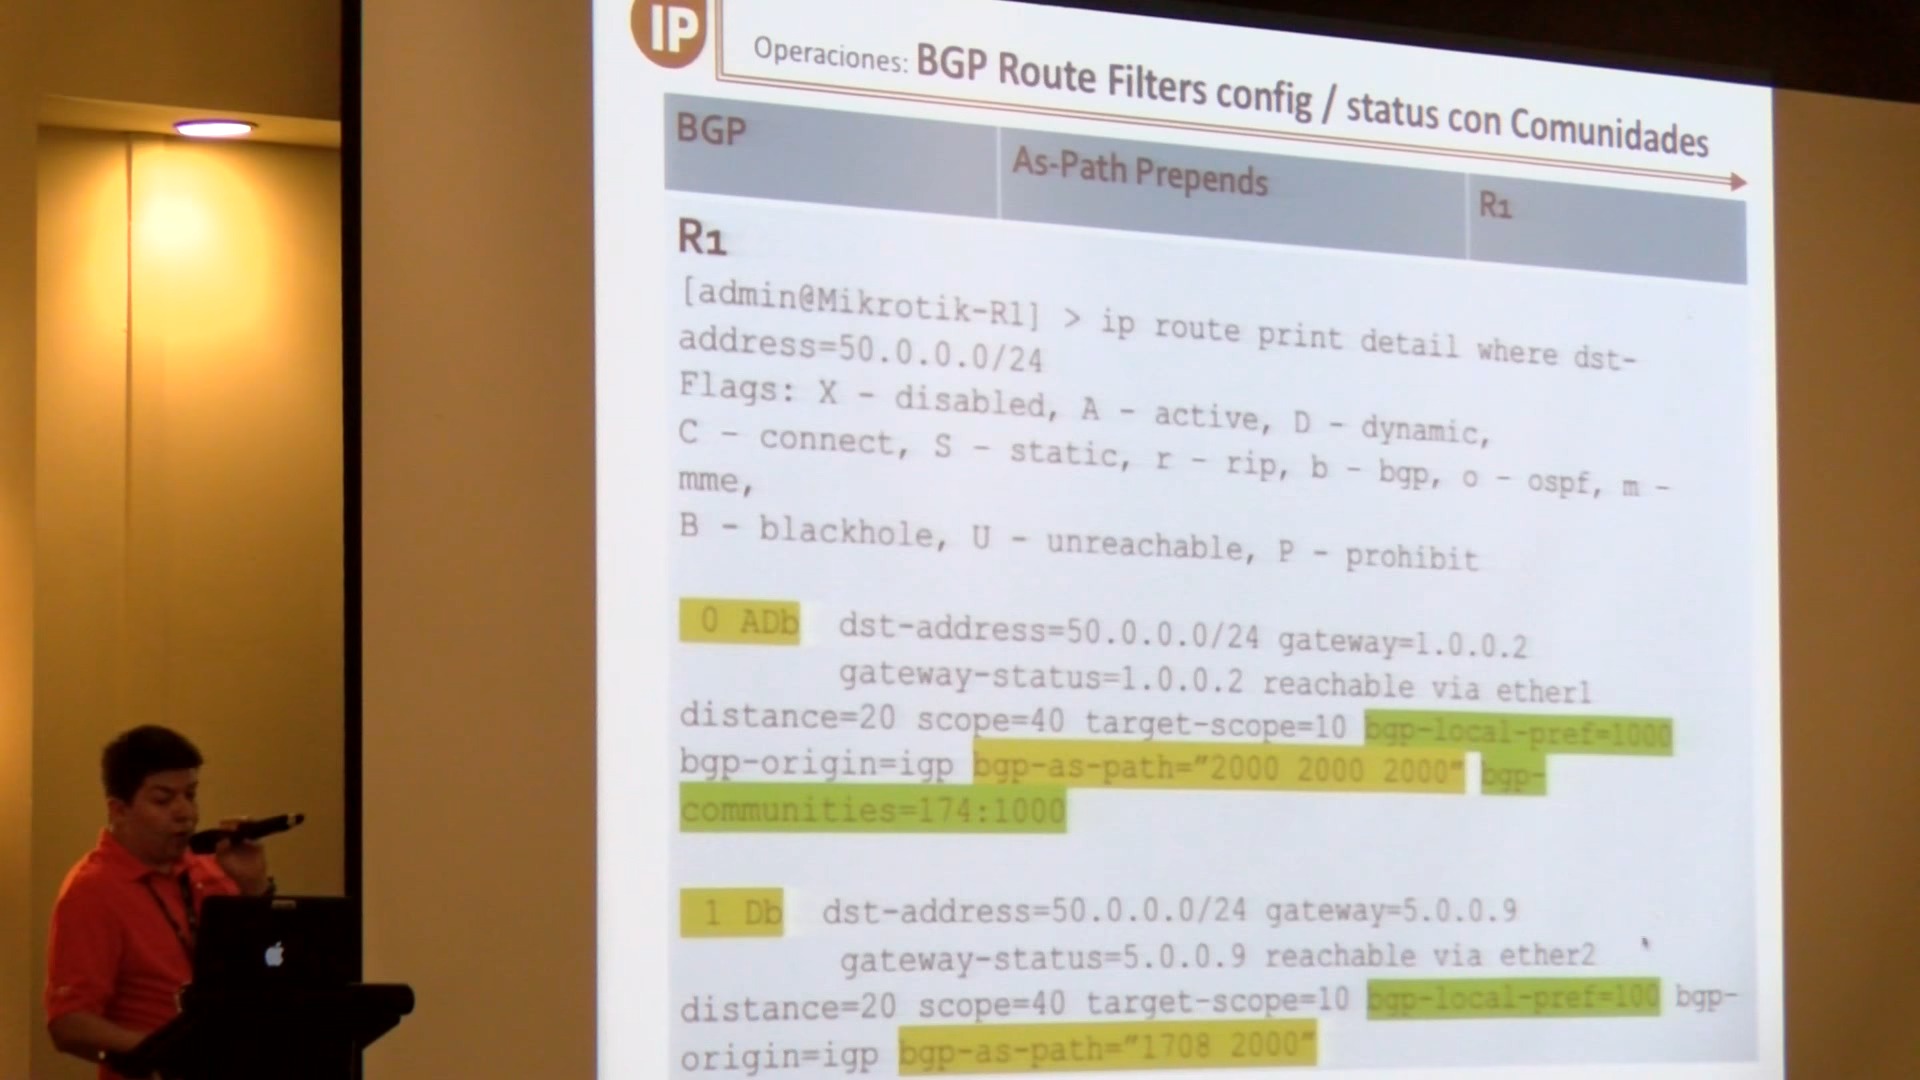 IP
Operaciones: BGP Route Filters config / status con Comunidades
BGP
As-Path Prepends
R1
R1
[admin@Mikrotik-R1] > ip route print detail where dst-
address=50.0.0.0/24
Flags: X - disabled, A - active, D - dynamic,
C - connect, S - static, r - rip, b - bgp, o - ospf, m -
mme,
B - blackhole, U - unreachable, P - prohibit
0 ADb dst-address=50.0.0.0/24 gateway=1.0.0.2
gateway-status=1.0.0.2 reachable via ether1
distance=20 scope=40 target-scope=10 bgp-local-pref=1000
bgp-origin=igp bgp-as-path="2000 2000 2000" bgp-
communities=174:1000
1 Db dst-address=50.0.0.0/24 gateway=5.0.0.9
gateway-status=5.0.0.9 reachable via ether2
distance=20 scope=40 target-scope=10 bgp-local-pref=100 bgp-
origin=igp bgp-as-path="1708 2000"